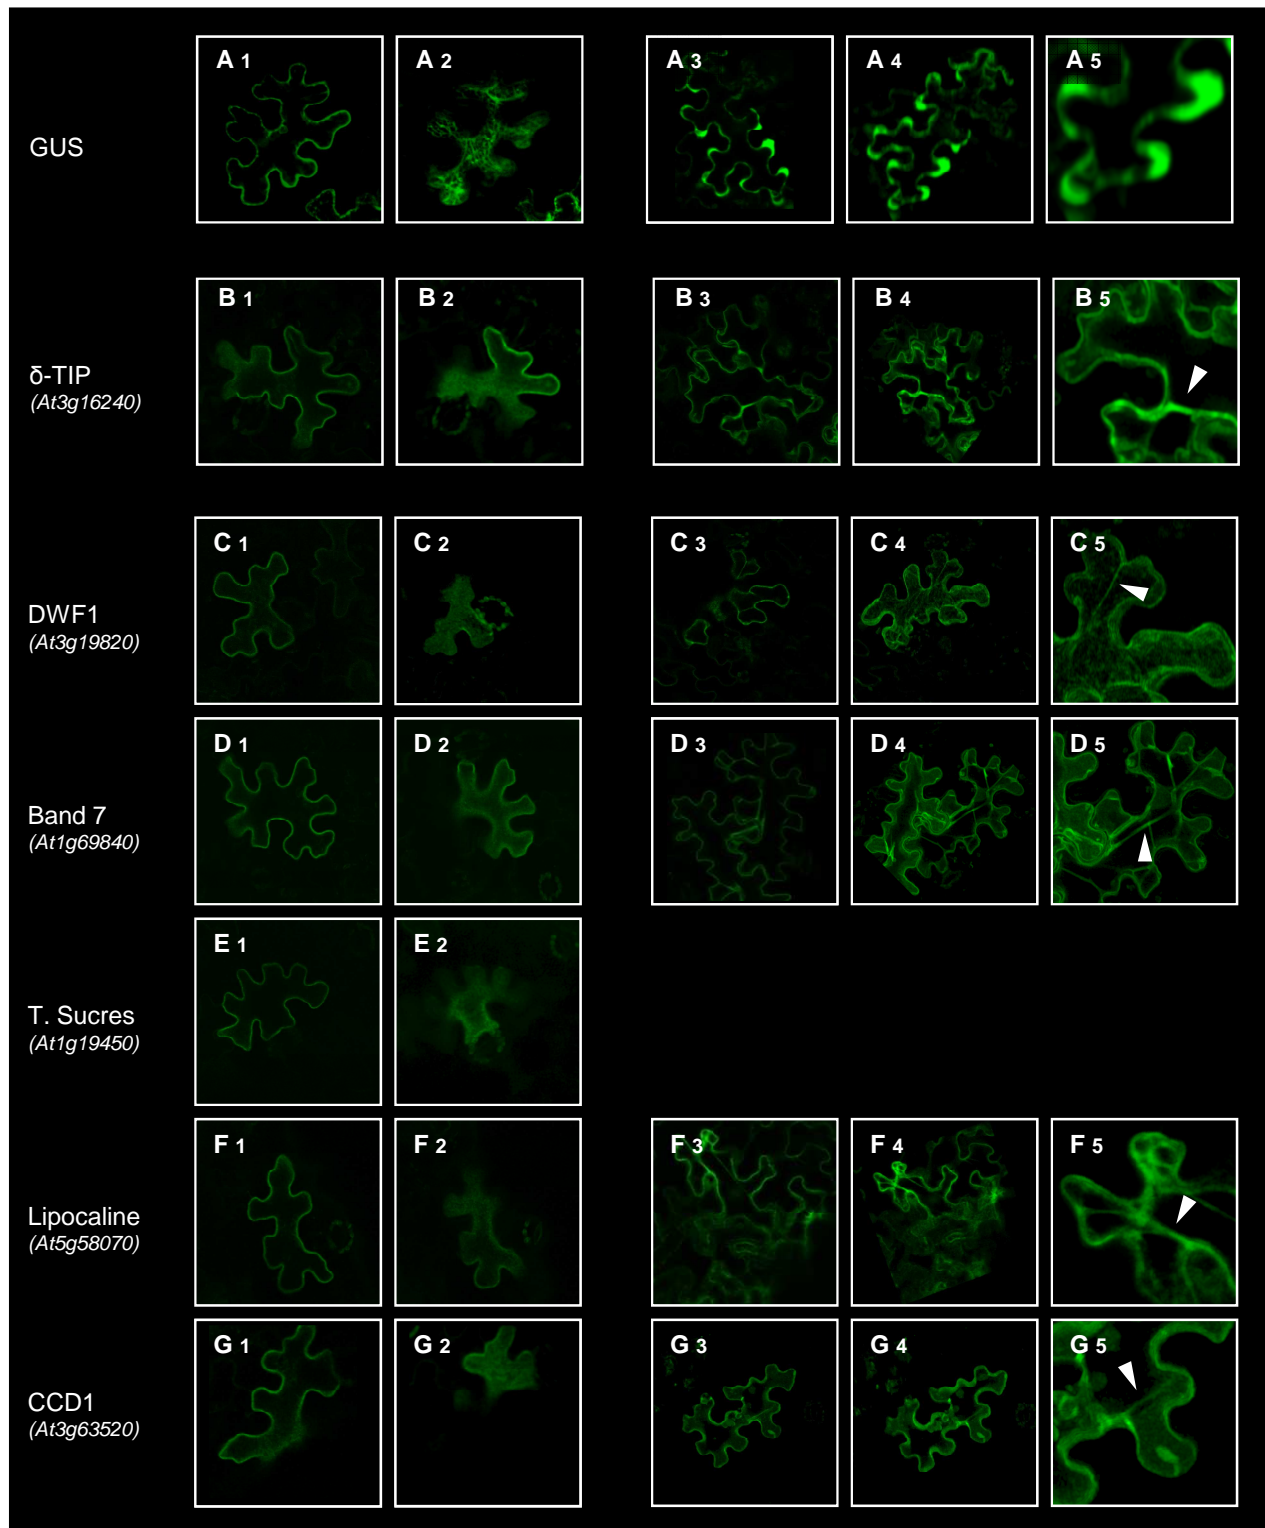 A 1 A 2 A 3 A 4 A 5
GUS
B 1 B 2 B 3 B 4 B 5
δ-TIP
(At3g16240)
C 1 C 2 C 3 C 4 C 5
DWF1
(At3g19820)
D 1 D 2 D 3 D 4 D 5
Band 7
(At1g69840)
E 1 E 2
T. Sucres
(At1g19450)
F 1 F 2 F 3 F 4 F 5
Lipocaline
(At5g58070)
G 1 G 2 G 3 G 4 G 5
CCD1
(At3g63520)